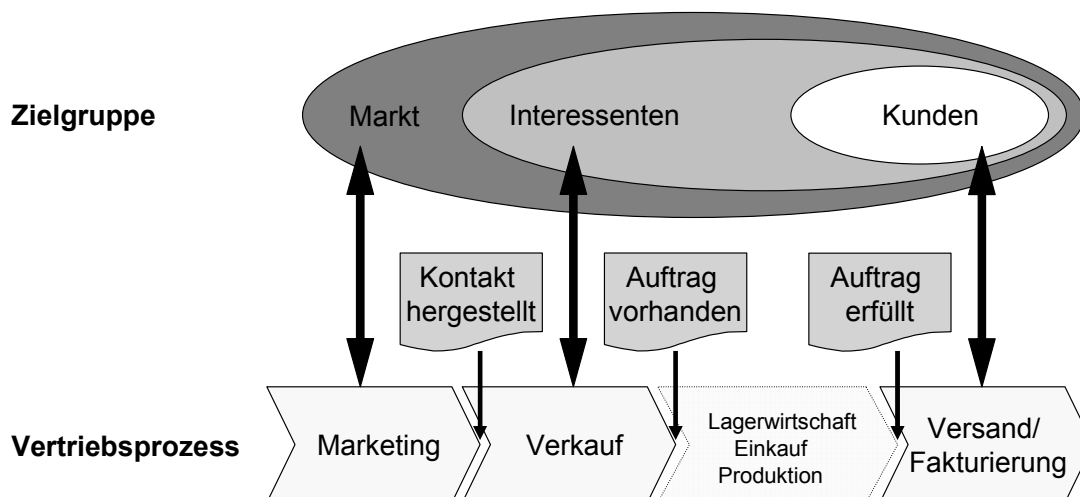 Zielgruppe
Markt
Interessenten
Kunden
Kontakt
hergestellt
Auftrag
vorhanden
Auftrag
erfüllt
Vertriebsprozess
Marketing
Verkauf
Lagerwirtschaft
Einkauf
Produktion
Versand/
Fakturierung